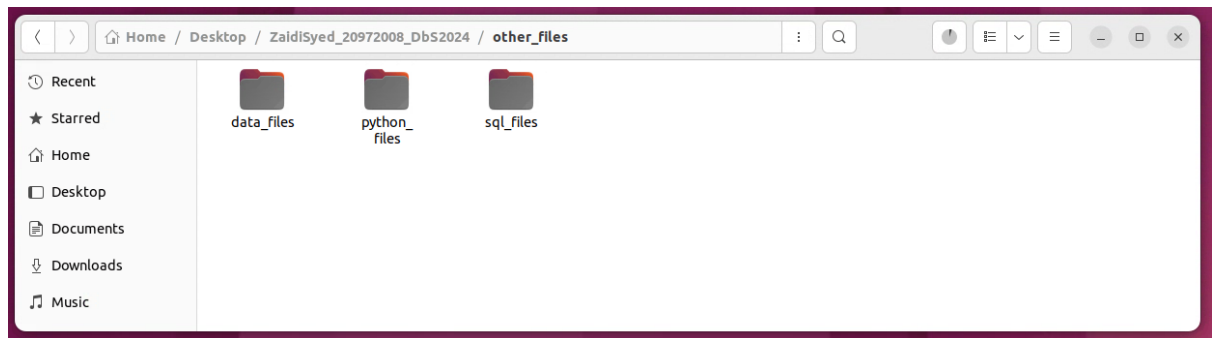 Home / Desktop / ZaidiSyed_20972008_DbS2024 / other_files
Recent
Starred
Home
Desktop
Documents
Downloads
Music
data_files
python_
files
sql_files